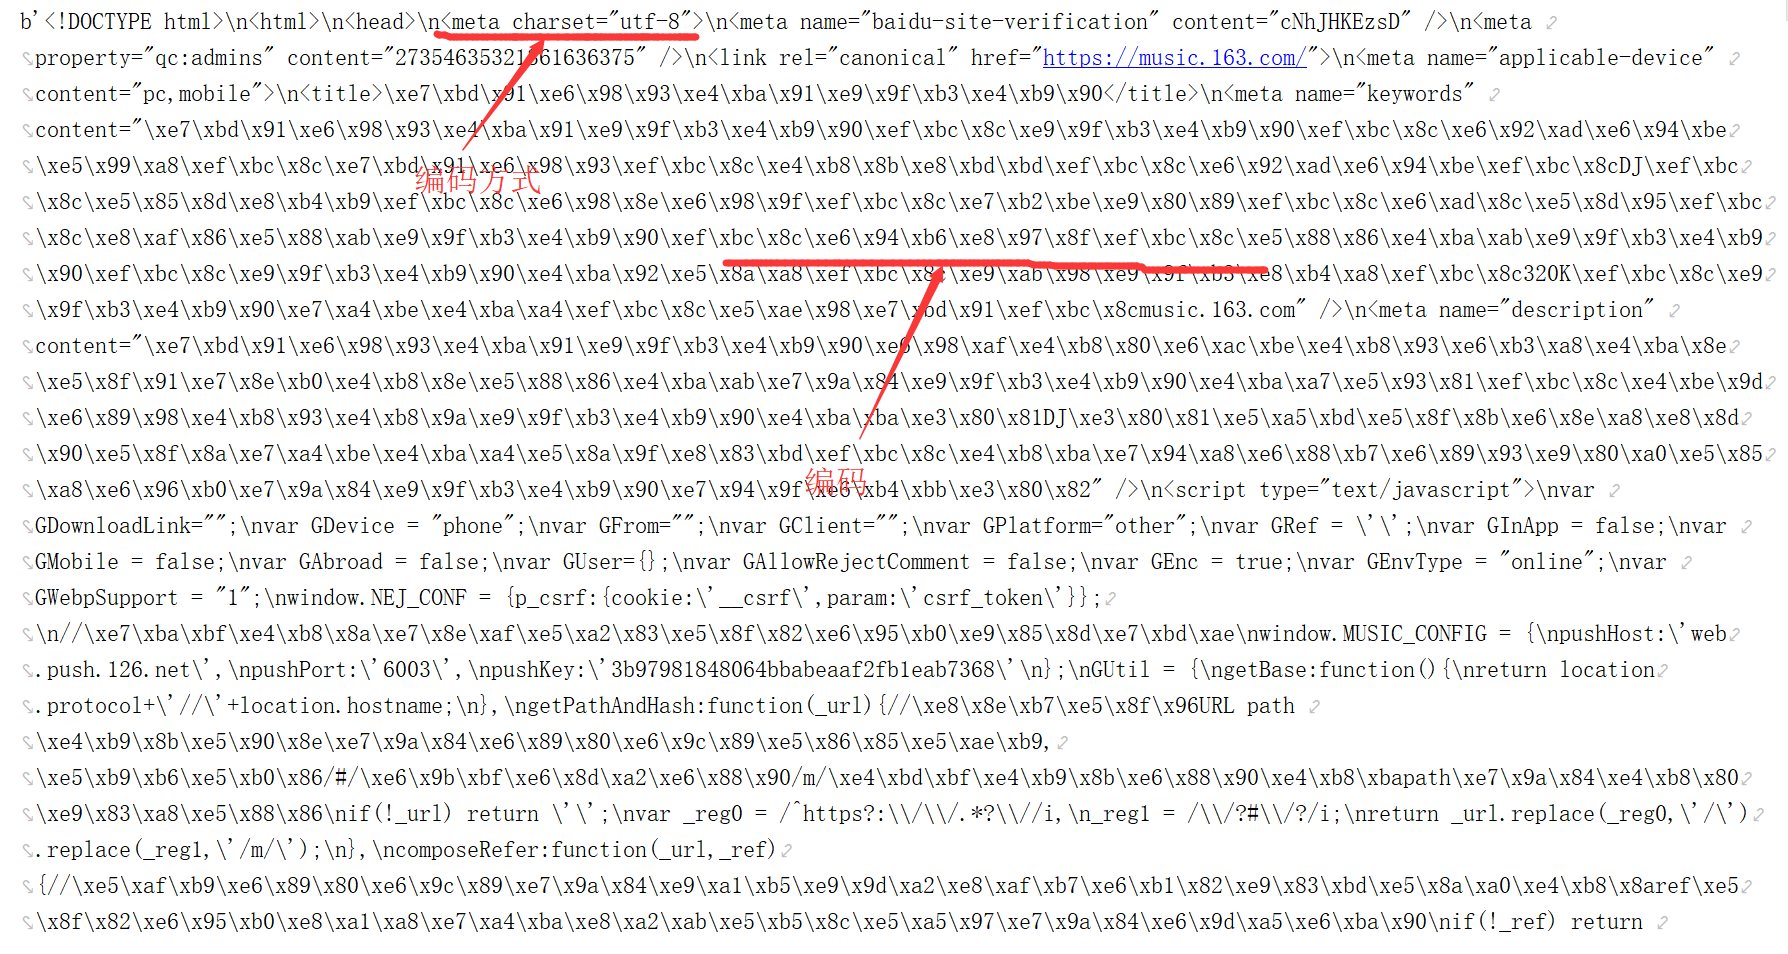 b'<!DOCTYPE html>\n<html>\n<head>\n<meta charset="utf-8">\n<meta name="baidu-site-verification" content="cNhJHKEzsD" />\n<meta
property="qc:admins" content="27354635321361636375" />\n<link rel="canonical" href="https://music.163.com/">\n<meta name="applicable-device"
content="pc,mobile">\n<title>\xe7\xbd\x91\xe6\x98\x93\xe4\xba\x91\xe9\x9f\xb3\xe4\xb9\x90</title>\n<meta name="keywords"
content="\xe7\xbd\x91\xe6\x98\x93\xe4\xba\x91\xe9\x9f\xb3\xe4\xb9\x90\xef\xbc\x8c\xe9\x9f\xb3\xe4\xb9\x90\xef\xbc\x8c\xe6\x92\xad\xe6\x94\xbe
\xe5\x99\xa8\xef\xbc\x8c\xe7\xbd\x91\xe6\x98\x93\xef\xbc\x8c\xe4\xb8\x8b\xe8\xbd\xbd\xef\xbc\x8c\xe6\x92\xad\xe6\x94\xbe\xef\xbc\x8cDJ\xef\xbc
编码方式
\x8c\xe5\x85\x8d\xe8\xb4\xb9\xef\xbc\x8c\xe6\x98\x8e\xe6\x98\x9f\xef\xbc\x8c\xe7\xb2\xbe\xe9\x80\x89\xef\xbc\x8c\xe6\xad\x8c\xe5\x8d\x95\xef\xbc
\x8c\xe8\xaf\x86\xe5\x88\xab\xe9\x9f\xb3\xe4\xb9\x90\xef\xbc\x8c\xe6\x94\xb6\xe8\x97\x8f\xef\xbc\x8c\xe5\x88\x86\xe4\xba\xab\xe9\x9f\xb3\xe4\xb9
\x90\xef\xbc\x8c\xe9\x9f\xb3\xe4\xb9\x90\xe4\xba\x92\xe5\x8a\xa8\xef\xbc\x8c\xe9\xab\x98\xe9\x9f\xb3\xe8\xb4\xa8\xef\xbc\x8c320K\xef\xbc\x8c\xe9
\x9f\xb3\xe4\xb9\x90\xe7\xa4\xbe\xe4\xba\xa4\xef\xbc\x8c\xe5\xae\x98\xe7\xbd\x91\xef\xbc\x8cmusic.163.com" />\n<meta name="description"
content="\xe7\xbd\x91\xe6\x98\x93\xe4\xba\x91\xe9\x9f\xb3\xe4\xb9\x90\xe6\x98\xaf\xe4\xb8\x80\xe6\xac\xbe\xe4\xb8\x93\xe6\xb3\xa8\xe4\xba\x8e
\xe5\x8f\x91\xe7\x8e\xb0\xe4\xb8\x8e\xe5\x88\x86\xe4\xba\xab\xe7\x9a\x84\xe9\x9f\xb3\xe4\xb9\x90\xe4\xba\xa7\xe5\x93\x81\xef\xbc\x8c\xe4\xbe\x9d
\xe6\x89\x98\xe4\xb8\x93\xe4\xb8\x9a\xe9\x9f\xb3\xe4\xb9\x90\xe4\xba\xba\xe3\x80\x81DJ\xe3\x80\x81\xe5\xa5\xbd\xe5\x8f\x8b\xe6\x8e\xa8\xe8\x8d
\x90\xe5\x8f\x8a\xe7\xa4\xbe\xe4\xba\xa4\xe5\x8a\x9f\xe8\x83\xbd\xef\xbc\x8c\xe4\xb8\xba\xe7\x94\xa8\xe6\x88\xb7\xe6\x89\x93\xe9\x80\xa0\xe5\x85
编码
\xa8\xe6\x96\xb0\xe7\x9a\x84\xe9\x9f\xb3\xe4\xb9\x90\xe7\x94\x9f\xe6\xb4\xbb\xe3\x80\x82" />\n<script type="text/javascript">\nvar
GDownloadLink="";\nvar GDevice = "phone";\nvar GFrom="";\nvar GClient="";\nvar GPlatform="other";\nvar GRef = \'\';\nvar GInApp = false;\nvar
GMobile = false;\nvar GAbroad = false;\nvar GUser={};\nvar GAllowRejectComment = false;\nvar GEnc = true;\nvar GEnvType = "online";\nvar
GWebpSupport = "1";\nwindow.NEJ_CONF = {p_csrf:{cookie:\'__csrf\',param:\'csrf_token\'}};
\n//\xe7\xba\xbf\xe4\xb8\x8a\xe7\x8e\xaf\xe5\xa2\x83\xe5\x8f\x82\xe6\x95\xb0\xe9\x85\x8d\xe7\xbd\xae\nwindow.MUSIC_CONFIG = {\npushHost:\'web
.push.126.net\',\npushPort:\'6003\',\npushKey:\'3b97981848064bbabeaaf2fb1eab7368\'\n};\nGUtil = {\ngetBase:function(){\nreturn location
.protocol+\'//\'+location.hostname;\n},\ngetPathAndHash:function(_url){//\xe8\x8e\xb7\xe5\x8f\x96URL path
\xe4\xb9\x8b\xe5\x90\x8e\xe7\x9a\x84\xe6\x89\x80\xe6\x9c\x89\xe5\x86\x85\xe5\xae\xb9,
\xe5\xb9\xb6\xe5\xb0\x86/#/\xe6\x9b\xbf\xe6\x8d\xa2\xe6\x88\x90/m/\xe4\xbd\xbf\xe4\xb9\x8b\xe6\x88\x90\xe4\xb8\xbapath\xe7\x9a\x84\xe4\xb8\x80
\xe9\x83\xa8\xe5\x88\x86\nif(!_url) return \'\';\nvar _reg0 = /^https?:\\/\\/.*?\\//i,\n_reg1 = /\\/?#\\/?/i;\nreturn _url.replace(_reg0,\'/\')
.replace(_reg1,\'/m/\');\n},\ncomposeRefer:function(_url,_ref)
{//\xe5\xaf\xb9\xe6\x89\x80\xe6\x9c\x89\xe7\x9a\x84\xe9\xa1\xb5\xe9\x9d\xa2\xe8\xaf\xb7\xe6\xb1\x82\xe9\x83\xbd\xe5\x8a\xa0\xe4\xb8\x8aref\xe5
\x8f\x82\xe6\x95\xb0\xe8\xa1\xa8\xe7\xa4\xba\xe8\xa2\xab\xe5\xb5\x8c\xe5\xa5\x97\xe7\x9a\x84\xe6\x9d\xa5\xe6\xba\x90\nif(!_ref) return